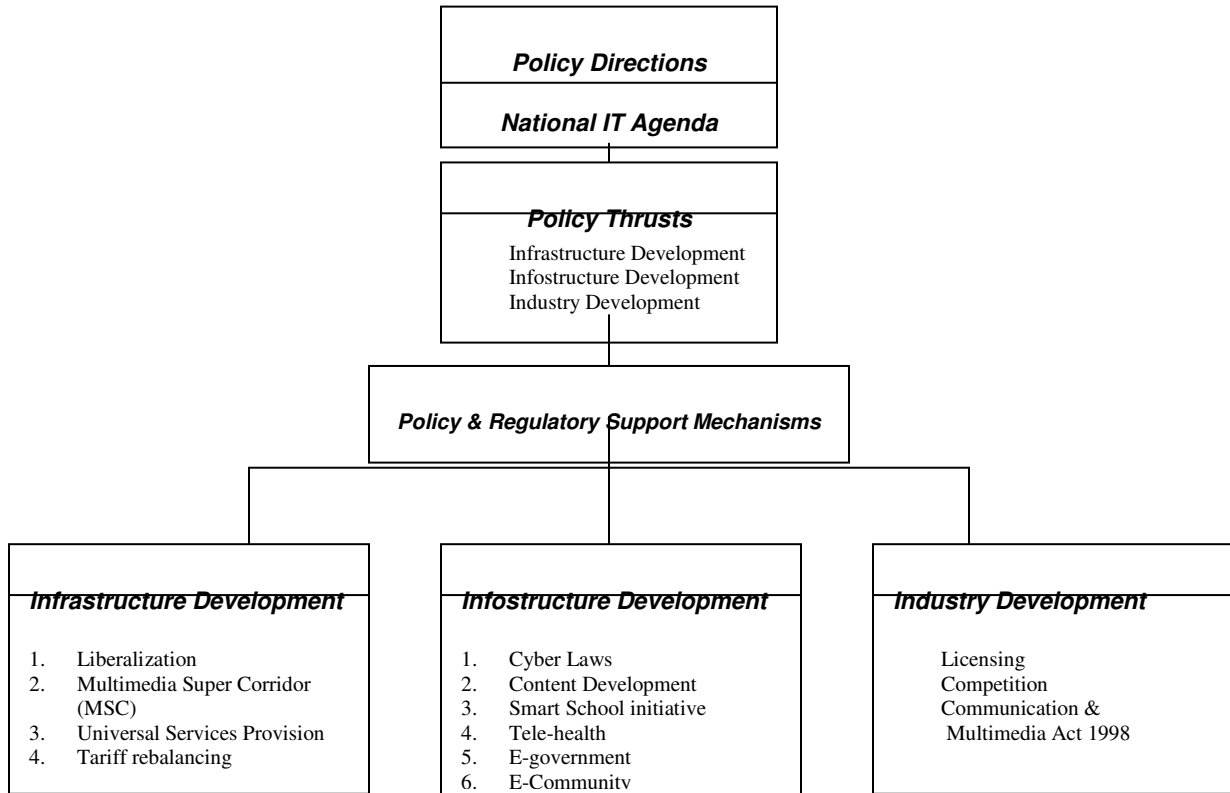 Policy Directions
National IT Agenda
Policy Thrusts
Infrastructure Development
Infostructure Development
Industry Development
Policy & Regulatory Support Mechanisms
Infrastructure Development
1. Liberalization
2. Multimedia Super Corridor
(MSC)
3. Universal Services Provision
4. Tariff rebalancing
Infostructure Development
1. Cyber Laws
2. Content Development
3. Smart School initiative
4. Tele-health
5. E-government
6. E-Community
Industry Development
Licensing
Competition
Communication &
Multimedia Act 1998